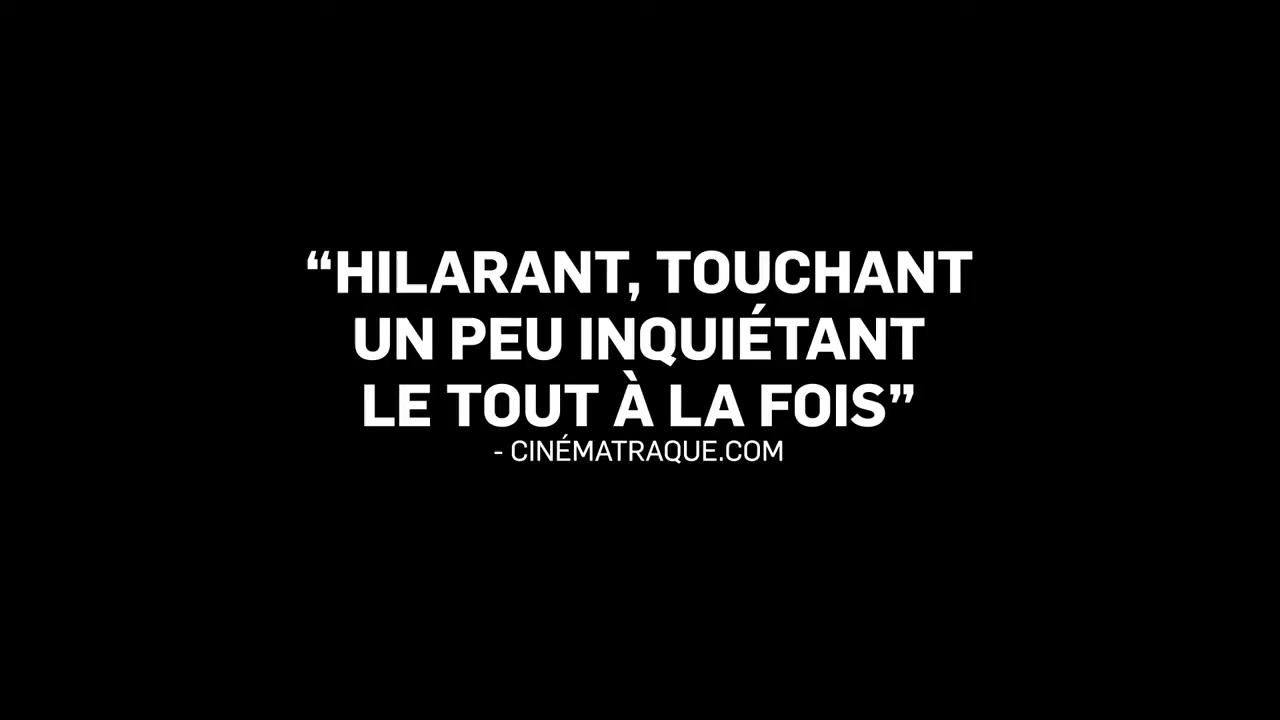 “HILARANT, TOUCHANT
UN PEU INQUIÉTANT
LE TOUT À LA FOIS”
- CINÉMATRAQUE.COM